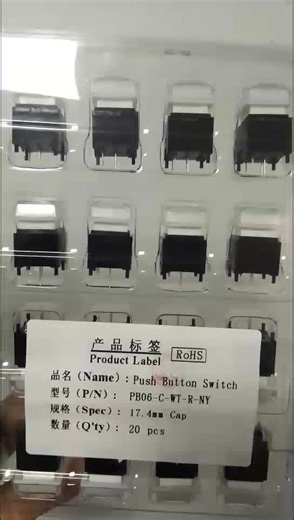 产品标签
Product Label RoHS
品名 (Name) : Push Button Switch
型号 (P/N) : PB06-C-WT-R-NY
规格 (Spec) : 17.4mm Cap
数量 (Q'ty) : 20 pcs